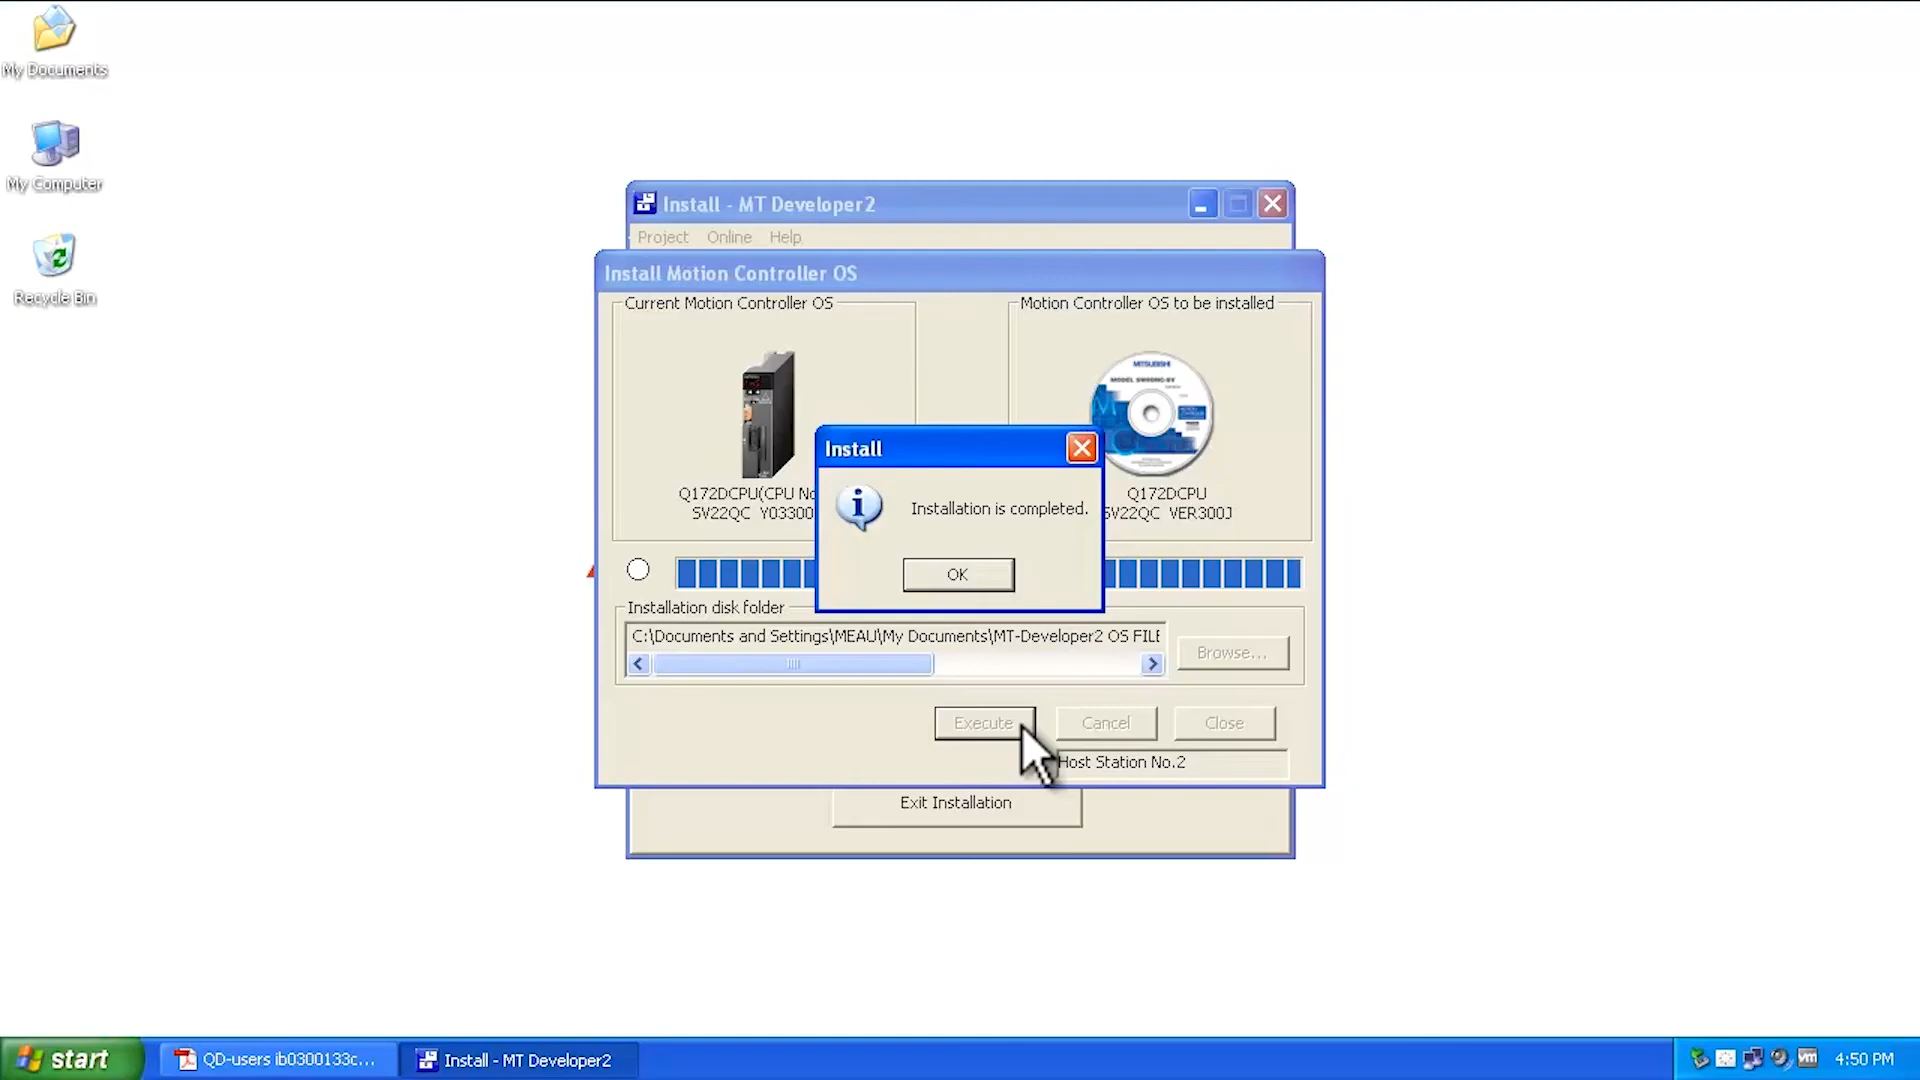 My Documents
My Computer
Recycle Bin
Install - MT Developer2
Project Online Help
Install Motion Controller OS
Current Motion Controller OS
Motion Controller OS to be installed
MITSUBISHI
Q172DCPU(CPU No
SV22QC Y03300
Q172DCPU
SV22QC VER300J
Install
Installation is completed.
OK
Installation disk folder
C:\Documents and Settings\MEAU\My Documents\MT-Developer2 OS FILE
Browse...
Execute
Cancel
Close
Host Station No.2
Exit Installation
start
QD-users ib0300133c...
Install - MT Developer2
vm
4:50 PM